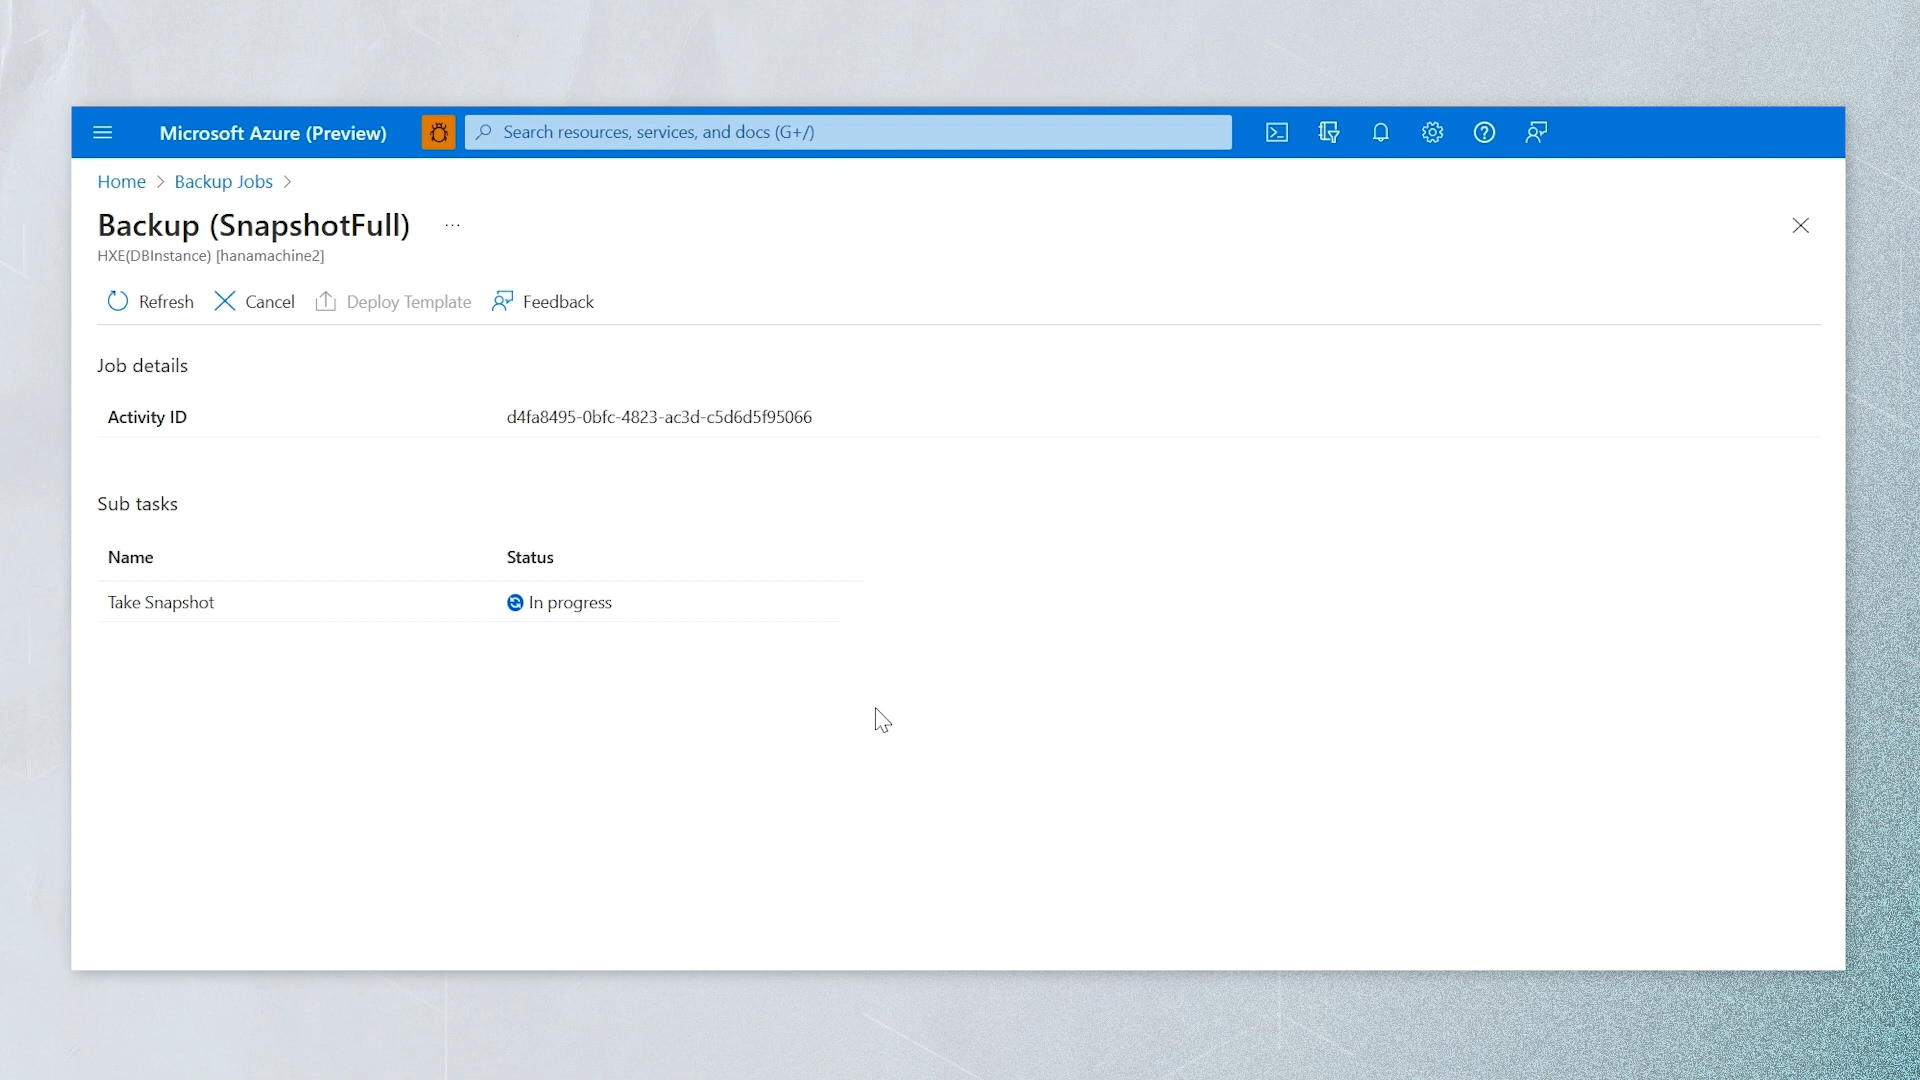 Microsoft Azure (Preview)
Search resources, services, and docs (G+/)
Home > Backup Jobs >
Backup (SnapshotFull) ...
HXE(DBInstance) [hanamachine2]
Refresh Cancel Deploy Template Feedback
Job details
Activity ID d4fa8495-0bfc-4823-ac3d-c5d6d5f95066
Sub tasks
Name Status
Take Snapshot In progress